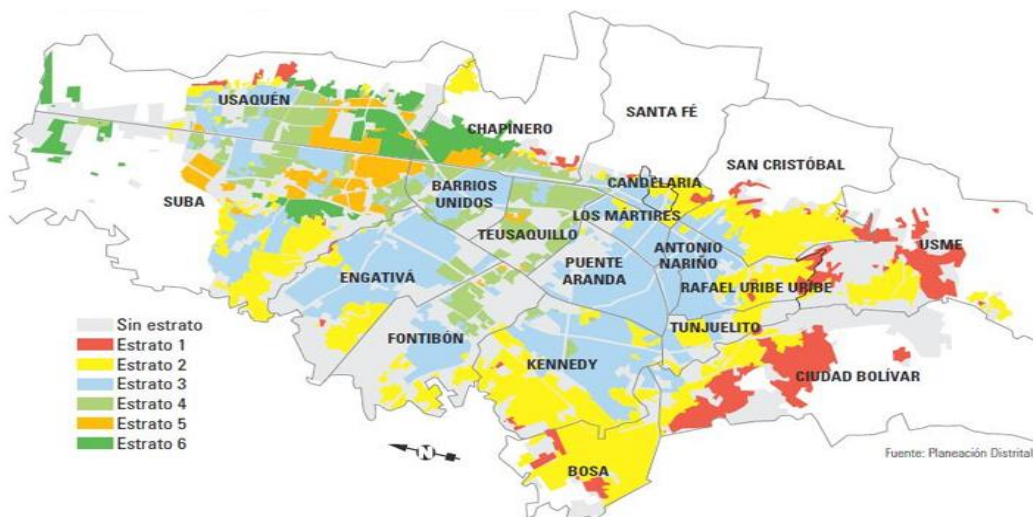 USAQUÉN
CHAPINERO
SANTA FÉ
SAN CRISTÓBAL
SUBA
BARRIOS
UNIDOS
CANDELARIA
LOS MÁRTIRES
TEUSAQUILLO
USME
ENGATIVÁ
PUENTE
ARANDA
ANTONIO
NARIÑO
RAFAEL URIBE URIBE
FONTIBÓN
TUNJUELITO
KENNEDY
CIUDAD BOLÍVAR
BOSA
Sin estrato
Estrato 1
Estrato 2
Estrato 3
Estrato 4
Estrato 5
Estrato 6
N
Fuente: Planeación Distrital